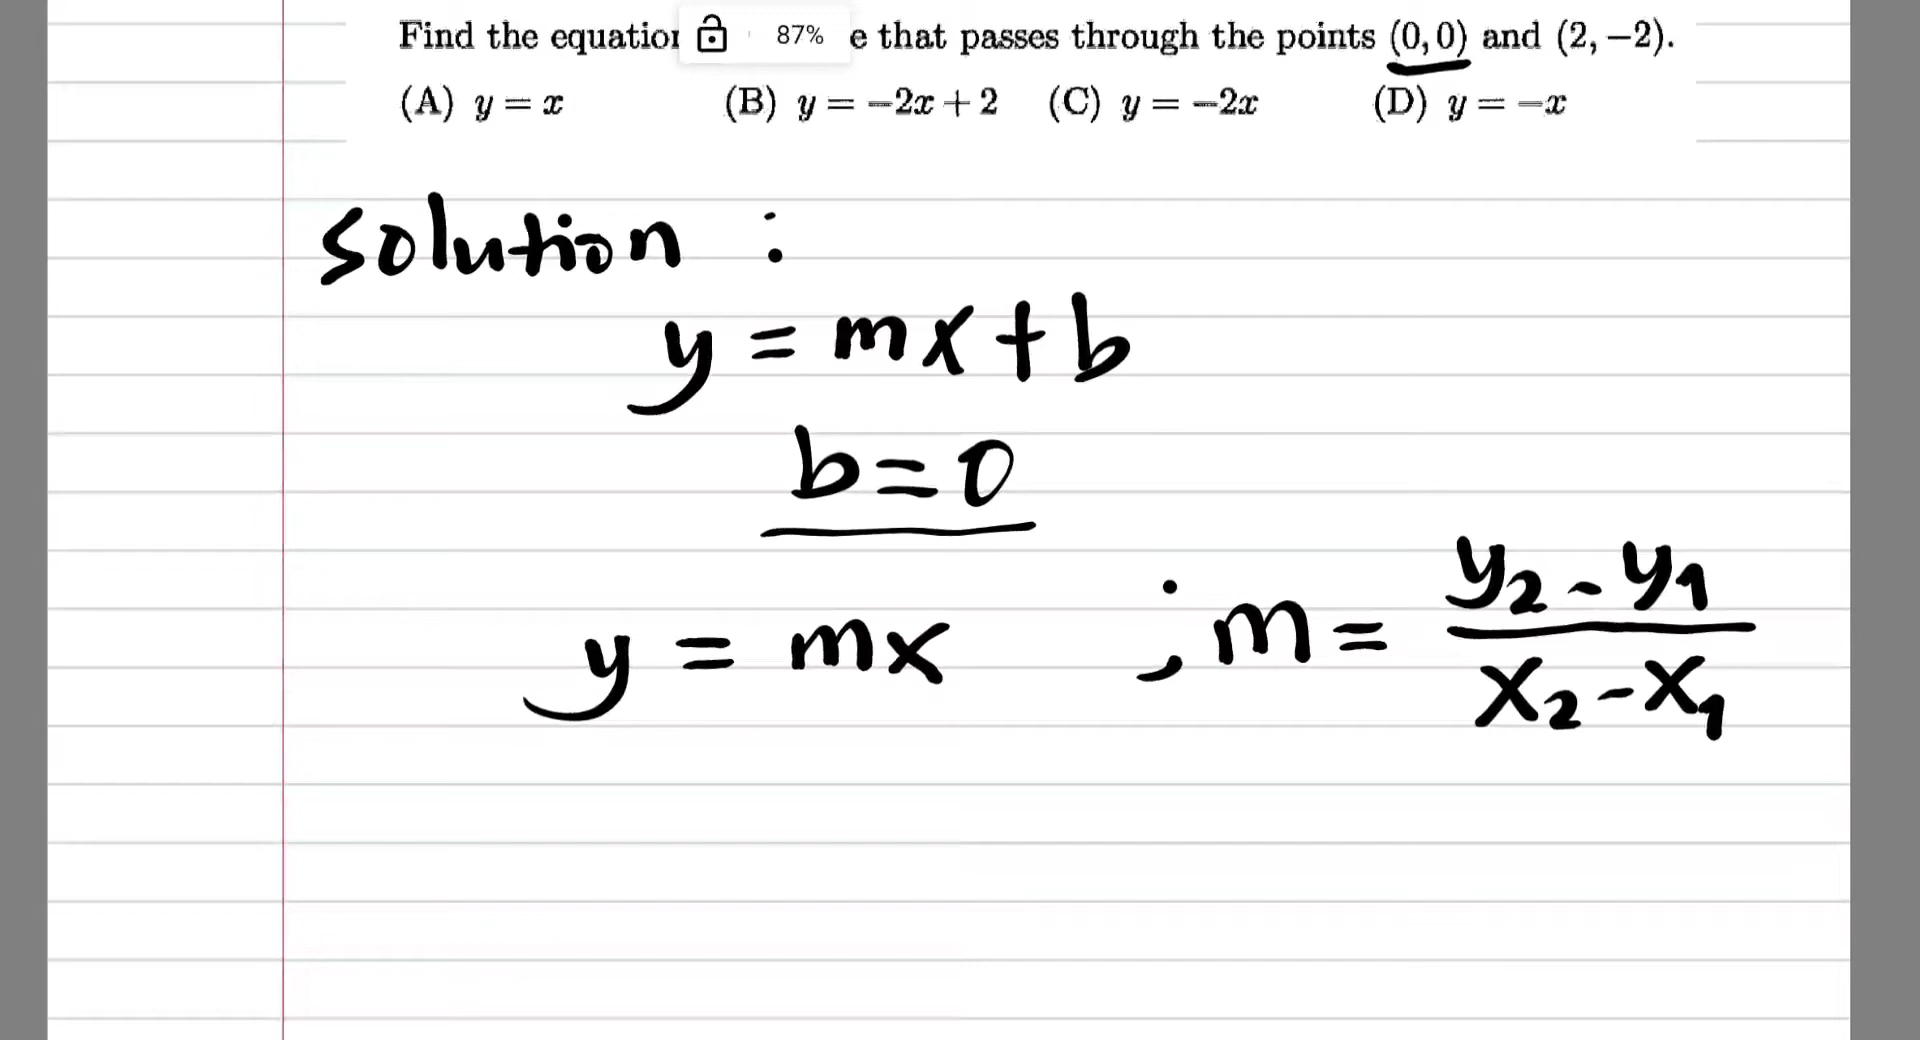 Find the equation 87% e that passes through the points (0, 0) and (2, −2).
(A) y = x (B) y = −2x + 2 (C) y = −2x (D) y = −x
solution :
y = mx + b
b = 0
y = mx ; m = y2 - y1 / x2 - x1